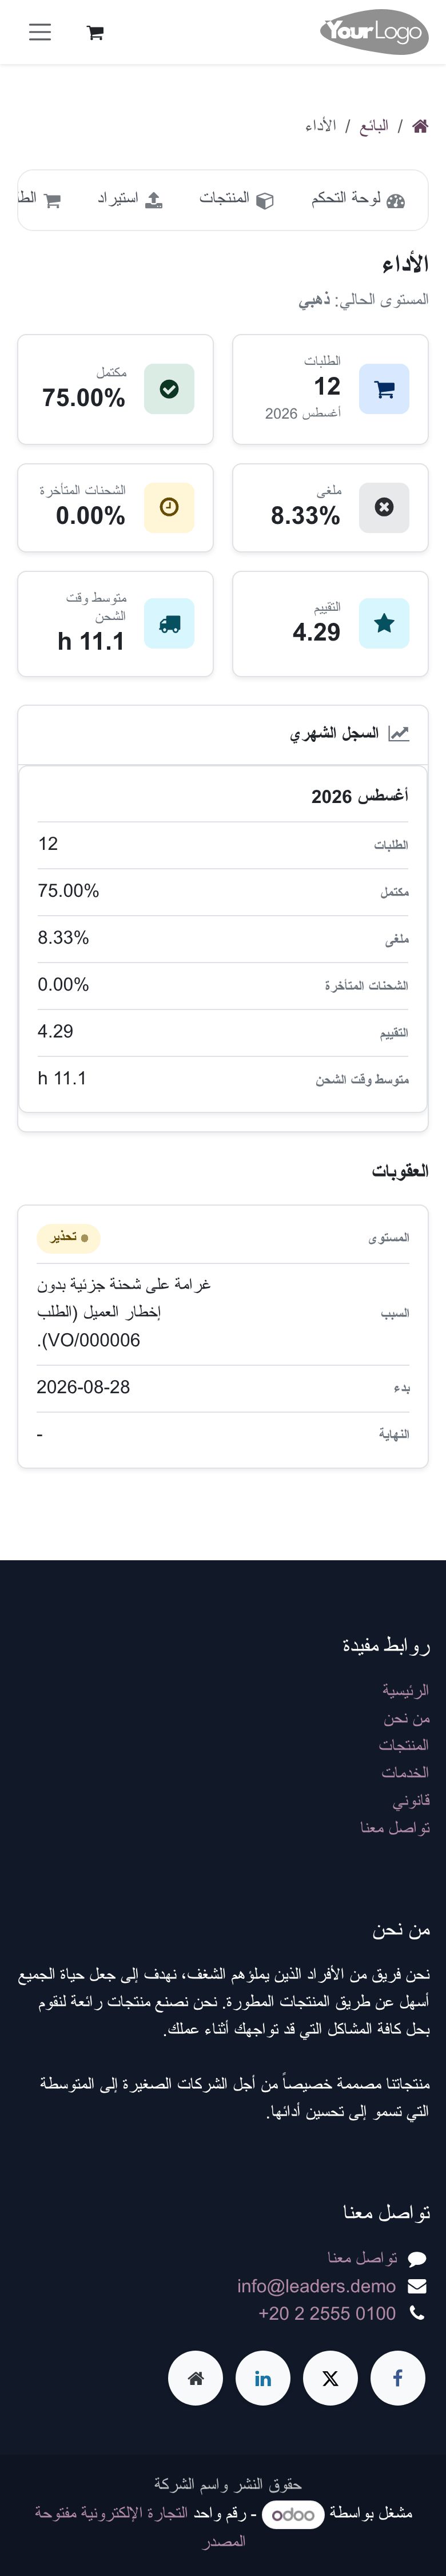 YourLogo
/ البائع / الأداء
لوحة التحكم
المنتجات
استيراد
الأداء
المستوى الحالي: ذهبي
الطلبات
12
أغسطس 2026
مكتمل
75.00%
ملغى
8.33%
الشحنات المتأخرة
0.00%
التقييم
4.29
متوسط وقت
الشحن
11.1 h
السجل الشهري
أغسطس 2026
الطلبات
12
مكتمل
75.00%
ملغى
8.33%
الشحنات المتأخرة
0.00%
التقييم
4.29
متوسط وقت الشحن
11.1 h
العقوبات
المستوى
تحذير
السبب
غرامة على شحنة جزئية بدون
إخطار العميل (الطلب
VO/000006).
بدء
2026-08-28
النهاية
-
روابط مفيدة
الرئيسية
من نحن
المنتجات
الخدمات
قانوني
تواصل معنا
من نحن
نحن فريق من الأفراد الذين يملؤهم الشغف، نهدف إلى جعل حياة الجميع
أسهل عن طريق المنتجات المطورة. نحن نصنع منتجات رائعة لنقوم
بحل كافة المشاكل التي قد تواجهك أثناء عملك.
منتجاتنا مصممة خصيصاً من أجل الشركات الصغيرة إلى المتوسطة
التي تسمو إلى تحسين أدائها.
تواصل معنا
تواصل معنا
info@leaders.demo
+20 2 2555 0100
حقوق النشر واسم الشركة
مشغل بواسطة odoo - رقم واحد التجارة الإلكترونية مفتوحة
المصدر